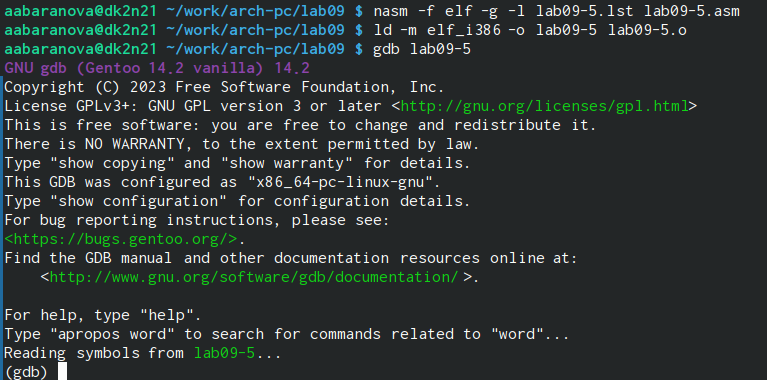 aabaranova@dk2n21 ~/work/arch-pc/lab09 $ nasm -f elf -g -l lab09-5.lst lab09-5.asm
aabaranova@dk2n21 ~/work/arch-pc/lab09 $ ld -m elf_i386 -o lab09-5 lab09-5.o
aabaranova@dk2n21 ~/work/arch-pc/lab09 $ gdb lab09-5
GNU gdb (Gentoo 14.2 vanilla) 14.2
Copyright (C) 2023 Free Software Foundation, Inc.
License GPLv3+: GNU GPL version 3 or later <http://gnu.org/licenses/gpl.html>
This is free software: you are free to change and redistribute it.
There is NO WARRANTY, to the extent permitted by law.
Type "show copying" and "show warranty" for details.
This GDB was configured as "x86_64-pc-linux-gnu".
Type "show configuration" for configuration details.
For bug reporting instructions, please see:
<https://bugs.gentoo.org/>.
Find the GDB manual and other documentation resources online at:
    <http://www.gnu.org/software/gdb/documentation/>.

For help, type "help".
Type "apropos word" to search for commands related to "word"...
Reading symbols from lab09-5...
(gdb)